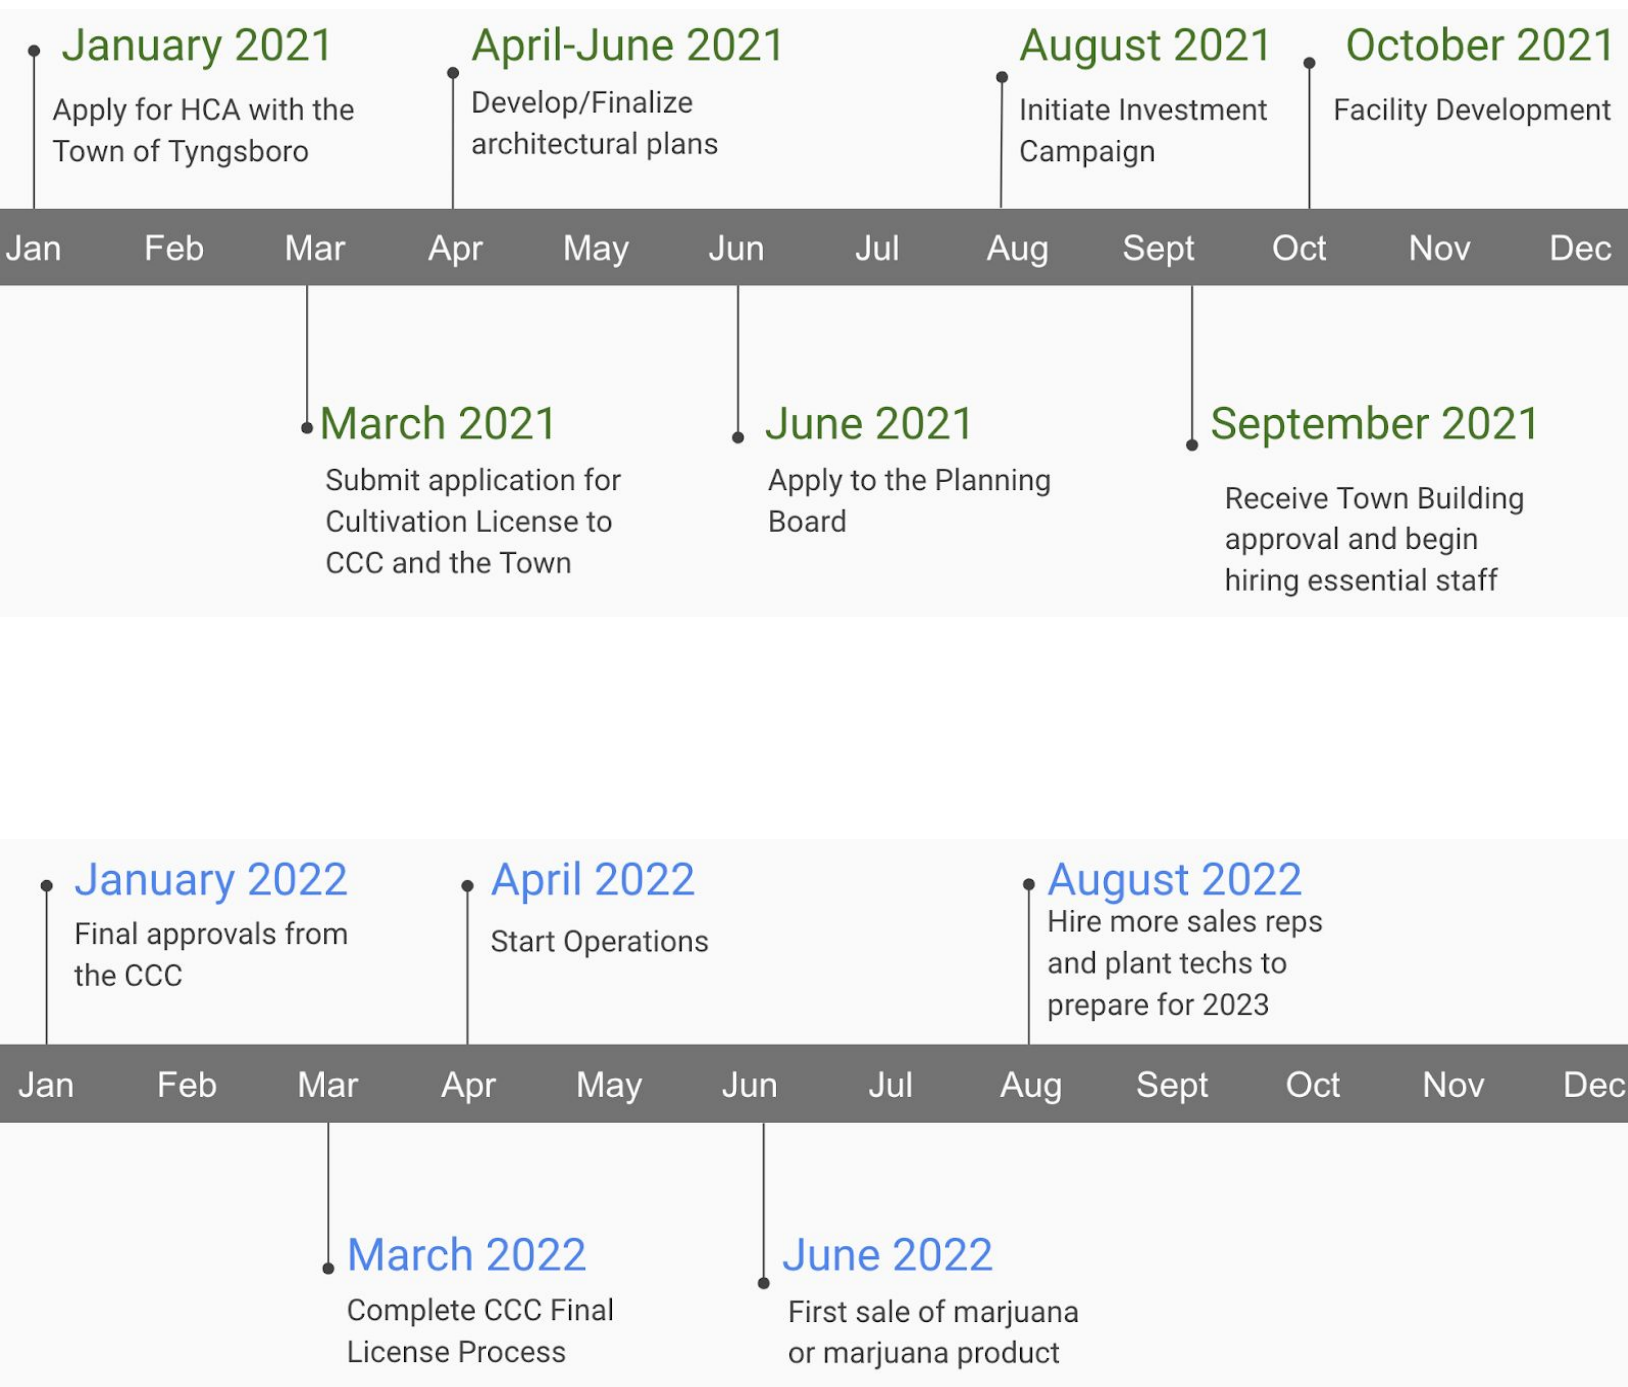 January 2021
Apply for HCA with the
Town of Tyngsboro
April-June 2021
Develop/Finalize
architectural plans
August 2021
Initiate Investment
Campaign
October 2021
Facility Development
Jan Feb Mar Apr May Jun Jul Aug Sept Oct Nov Dec
March 2021
Submit application for
Cultivation License to
CCC and the Town
June 2021
Apply to the Planning
Board
September 2021
Receive Town Building
approval and begin
hiring essential staff
January 2022
Final approvals from
the CCC
April 2022
Start Operations
August 2022
Hire more sales reps
and plant techs to
prepare for 2023
Jan Feb Mar Apr May Jun Jul Aug Sept Oct Nov Dec
March 2022
Complete CCC Final
License Process
June 2022
First sale of marjuana
or marjuana product